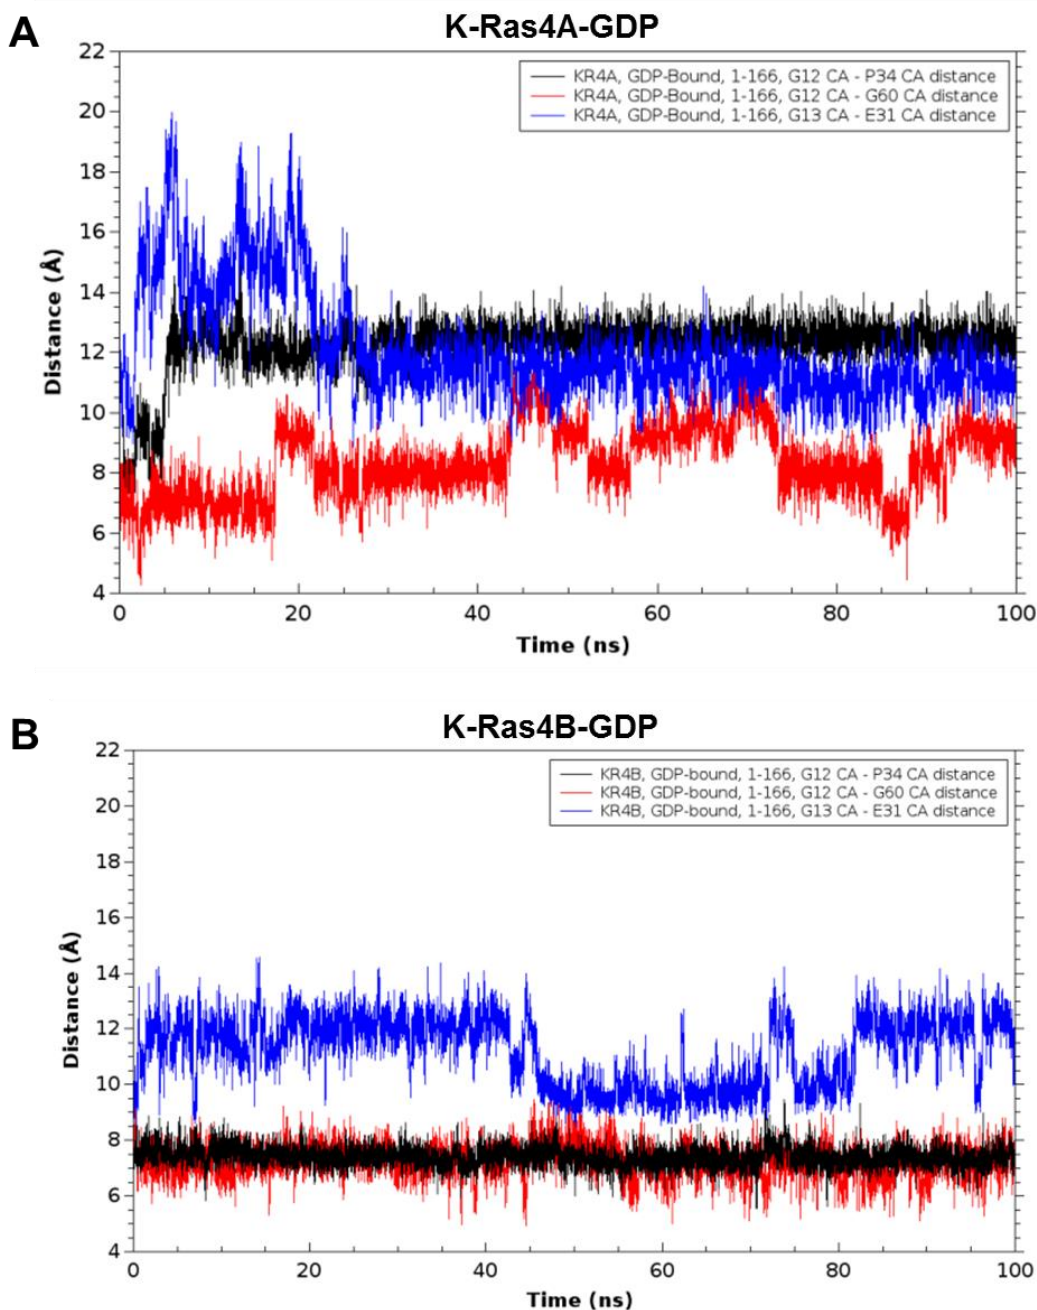 A
K-Ras4A-GDP
22
20
18
16
14
12
10
8
6
4
Distance (Å)
KR4A, GDP-Bound, 1-166, G12 CA - P34 CA distance
KR4A, GDP-Bound, 1-166, G12 CA - G60 CA distance
KR4A, GDP-Bound, 1-166, G13 CA - E31 CA distance
0 20 40 60 80 100
Time (ns)
B
K-Ras4B-GDP
22
20
18
16
14
12
10
8
6
4
Distance (Å)
KR4B, GDP-bound, 1-166, G12 CA - P34 CA distance
KR4B, GDP-bound, 1-166, G12 CA - G60 CA distance
KR4B, GDP-bound, 1-166, G13 CA - E31 CA distance
0 20 40 60 80 100
Time (ns)